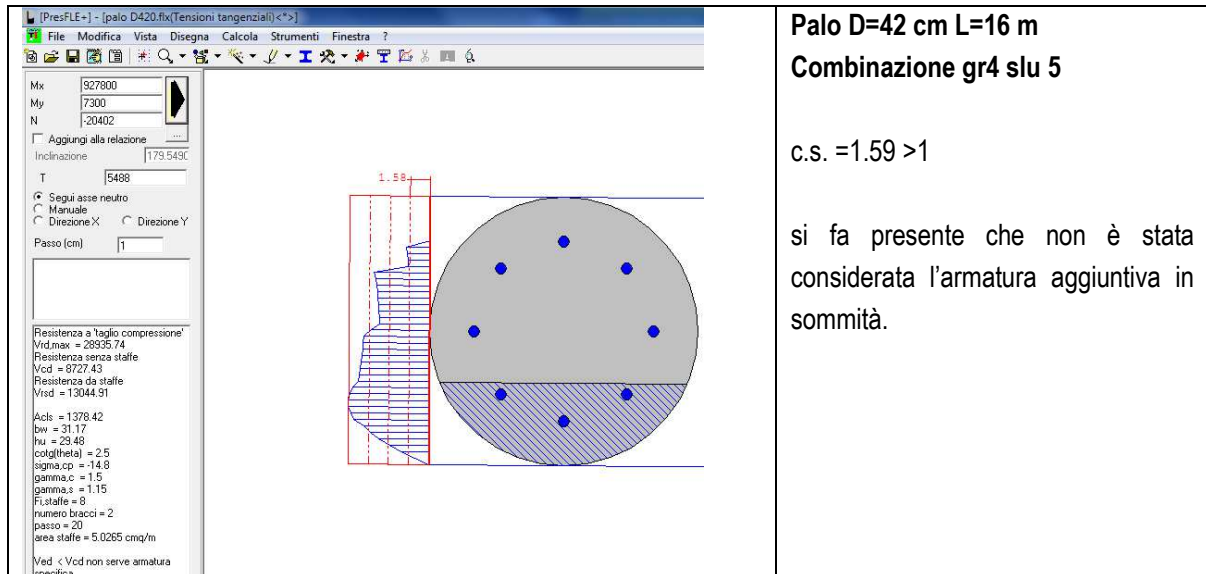 [PresFLE+] - [palo D420.flx(Tensioni tangenziali)<*>]
File Modifica Vista Disegna Calcola Strumenti Finestra ?
Mx 927800
My 7300
N -20402
Aggiungi alla relazione ...
Inclinazione 179.549
T 5488
Segui asse neutro
Manuale
Direzione X Direzione Y
Passo (cm) 1
Resistenza a 'taglio compressione'
Vrd,max = 28935.74
Resistenza senza staffe
Vcd = 8727.43
Resistenza da staffe
Vrsd = 13044.91
Acls = 1378.42
bw = 31.17
hu = 29.48
cotg(theta) = 2.5
sigma,cp = -14.8
gamma,c = 1.5
gamma,s = 1.15
Fi,staffe = 8
numero bracci = 2
passo = 20
area staffe = 5.0265 cmq/m
Ved < Vcd non serve armatura
1.58
Palo D=42 cm L=16 m
Combinazione gr4 slu 5
c.s. =1.59 >1
si fa presente che non è stata
considerata l'armatura aggiuntiva in
sommità.